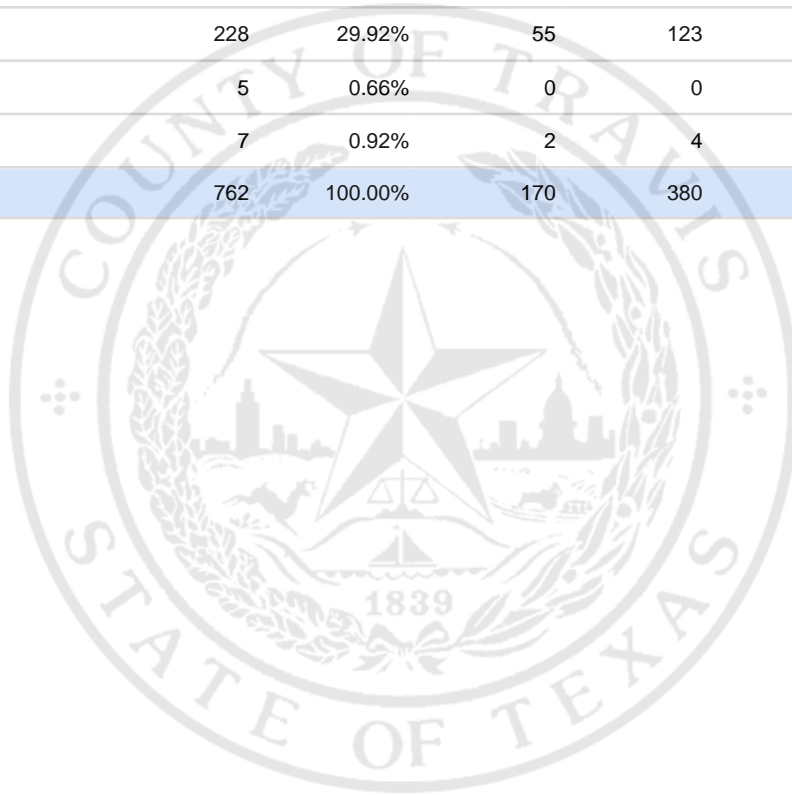 228 29.92% 55 123
5 0.66% 0 0
7 0.92% 2 4
762 100.00% 170 380
COUNTY OF TRAVIS
1839
STATE OF TEXAS